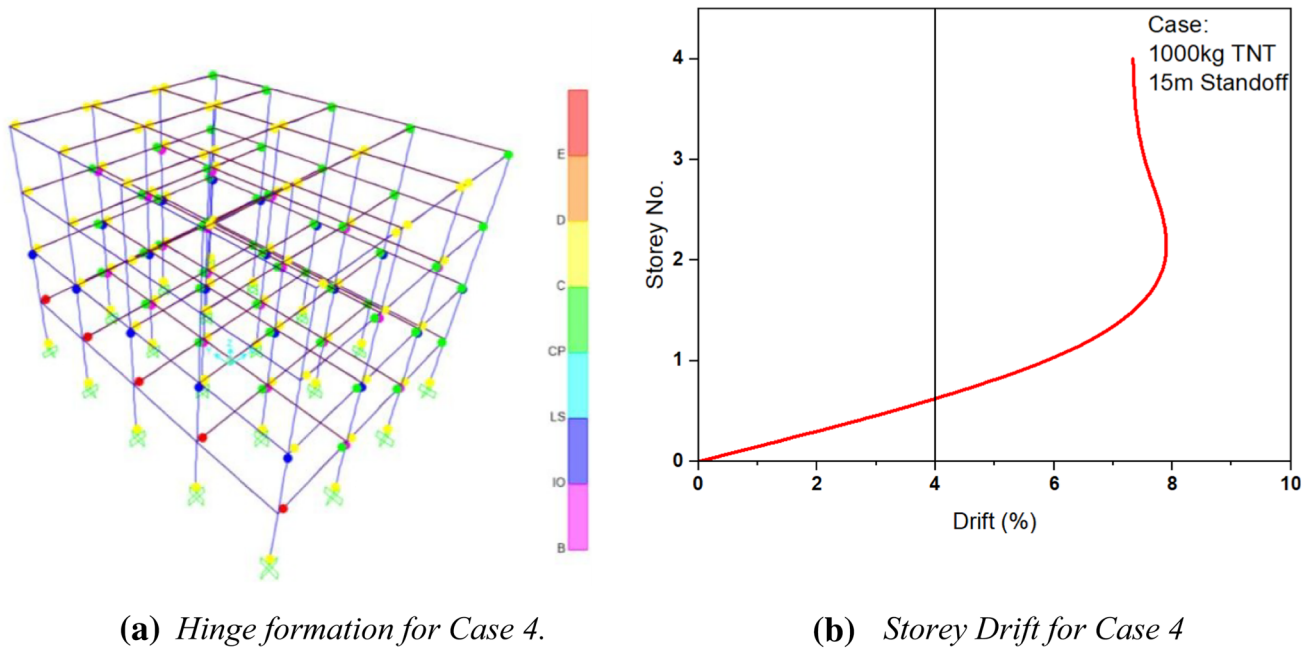 E
D
C
CP
LS
IO
B
Case:
1000kg TNT
15m Standoff
Storey No.
4
3
2
1
0
0 2 4 6 8 10
Drift (%)
(a) Hinge formation for Case 4.
(b) Storey Drift for Case 4